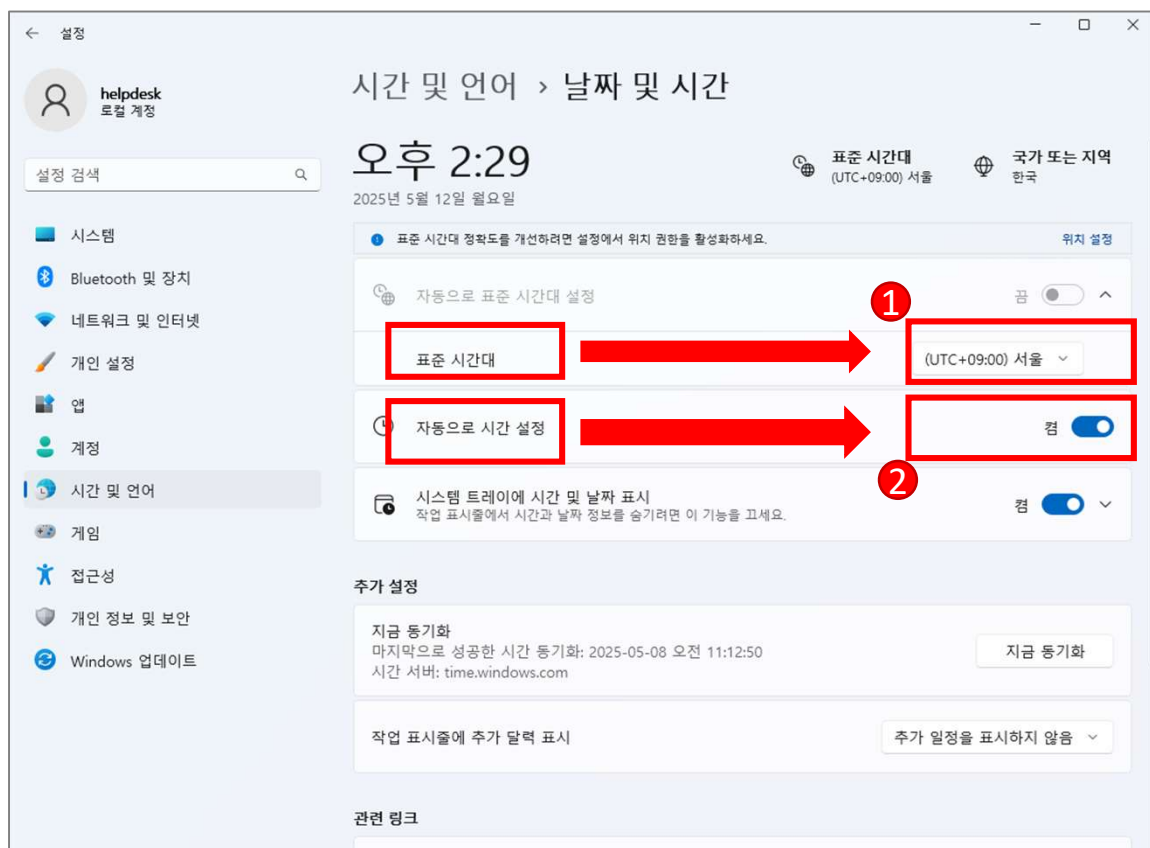 설정
helpdesk
로컬 계정
설정 검색
시스템
Bluetooth 및 장치
네트워크 및 인터넷
개인 설정
앱
계정
시간 및 언어
게임
접근성
개인 정보 및 보안
Windows 업데이트
시간 및 언어 › 날짜 및 시간
오후 2:29
2025년 5월 12일 월요일
표준 시간대
(UTC+09:00) 서울
국가 또는 지역
한국
표준 시간대 정확도를 개선하려면 설정에서 위치 권한을 활성화하세요. 위치 설정
자동으로 표준 시간대 설정 끔
1
표준 시간대 (UTC+09:00) 서울
자동으로 시간 설정 켬
2
시스템 트레이에 시간 및 날짜 표시 켬
작업 표시줄에서 시간과 날짜 정보를 숨기려면 이 기능을 끄세요.
추가 설정
지금 동기화
마지막으로 성공한 시간 동기화: 2025-05-08 오전 11:12:50
시간 서버: time.windows.com
지금 동기화
작업 표시줄에 추가 달력 표시 추가 일정을 표시하지 않음
관련 링크